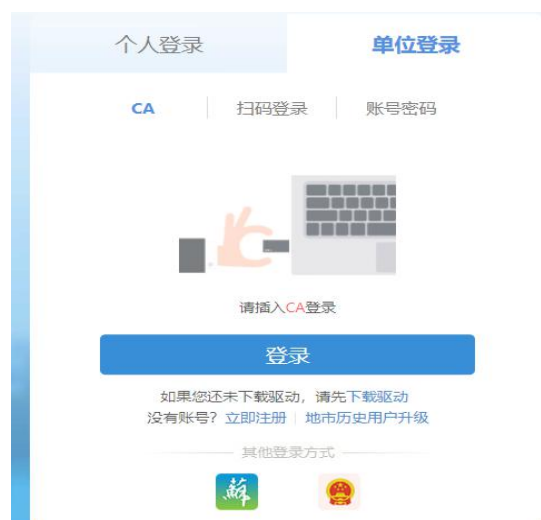 个人登录 单位登录
CA 扫码登录 账号密码
请插入CA登录
登录
如果您还未下载驱动，请先下载驱动
没有账号？立即注册 地市历史用户升级
其他登录方式
蘇